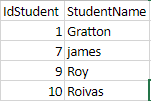 IdStudent StudentName
1 Gratton
7 james
9 Roy
10 Roivas